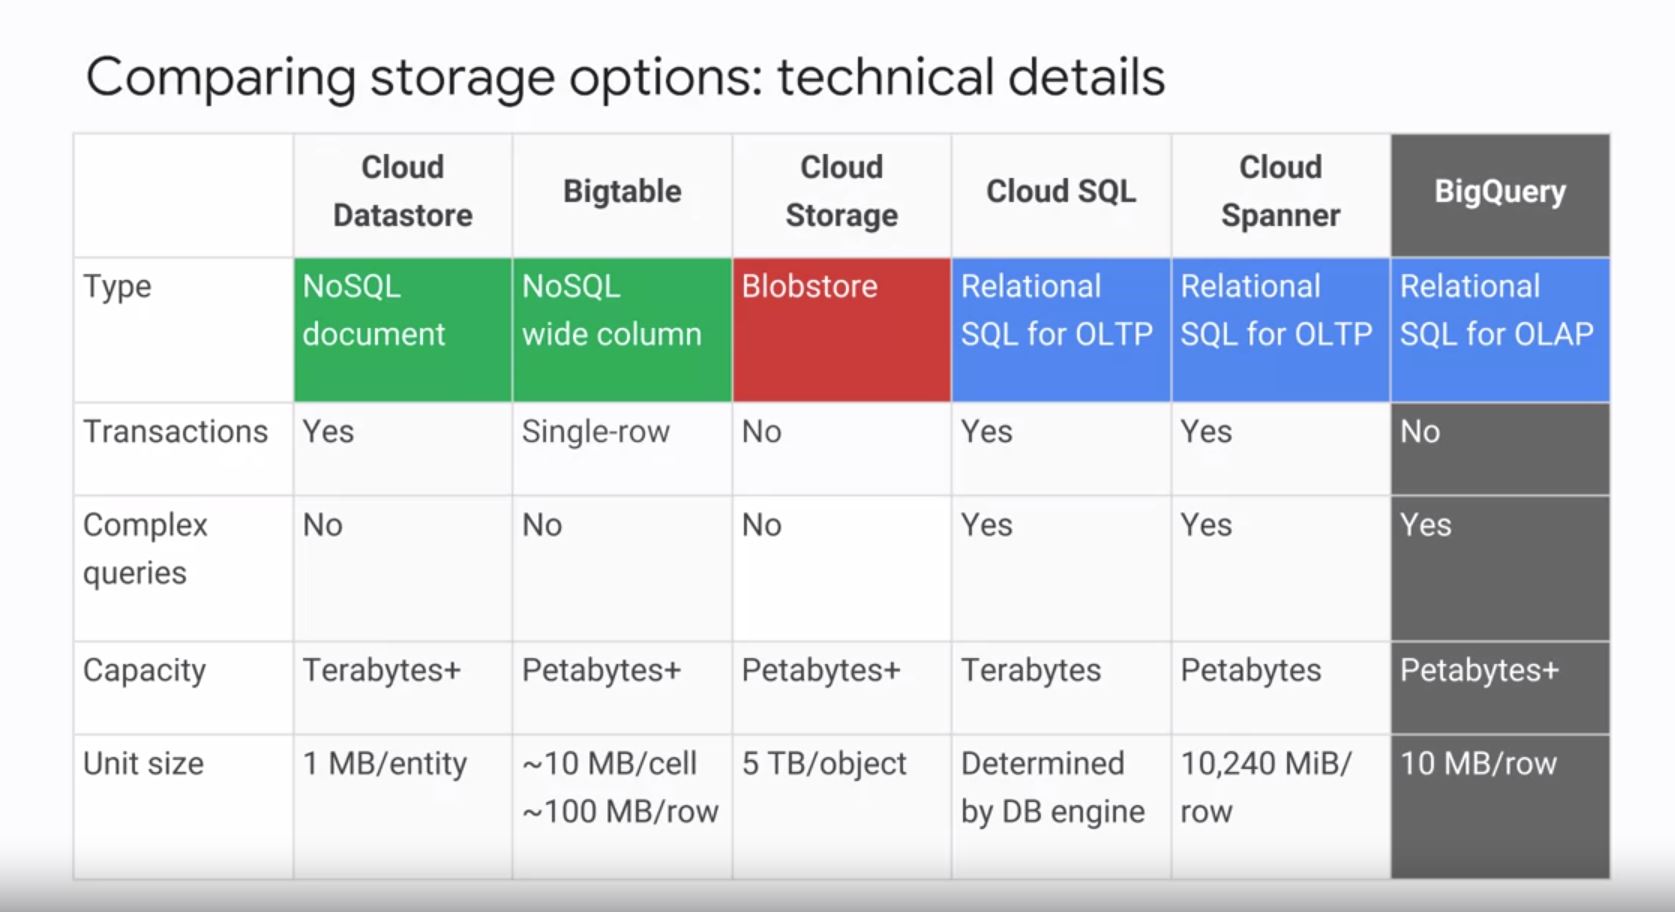 Comparing storage options: technical details
Cloud Datastore Bigtable Cloud Storage Cloud SQL Cloud Spanner BigQuery
Type NoSQL document NoSQL wide column Blobstore Relational SQL for OLTP Relational SQL for OLTP Relational SQL for OLAP
Transactions Yes Single-row No Yes Yes No
Complex queries No No No Yes Yes Yes
Capacity Terabytes+ Petabytes+ Petabytes+ Terabytes Petabytes Petabytes+
Unit size 1 MB/entity ~10 MB/cell ~100 MB/row 5 TB/object Determined by DB engine 10,240 MiB/ row 10 MB/row